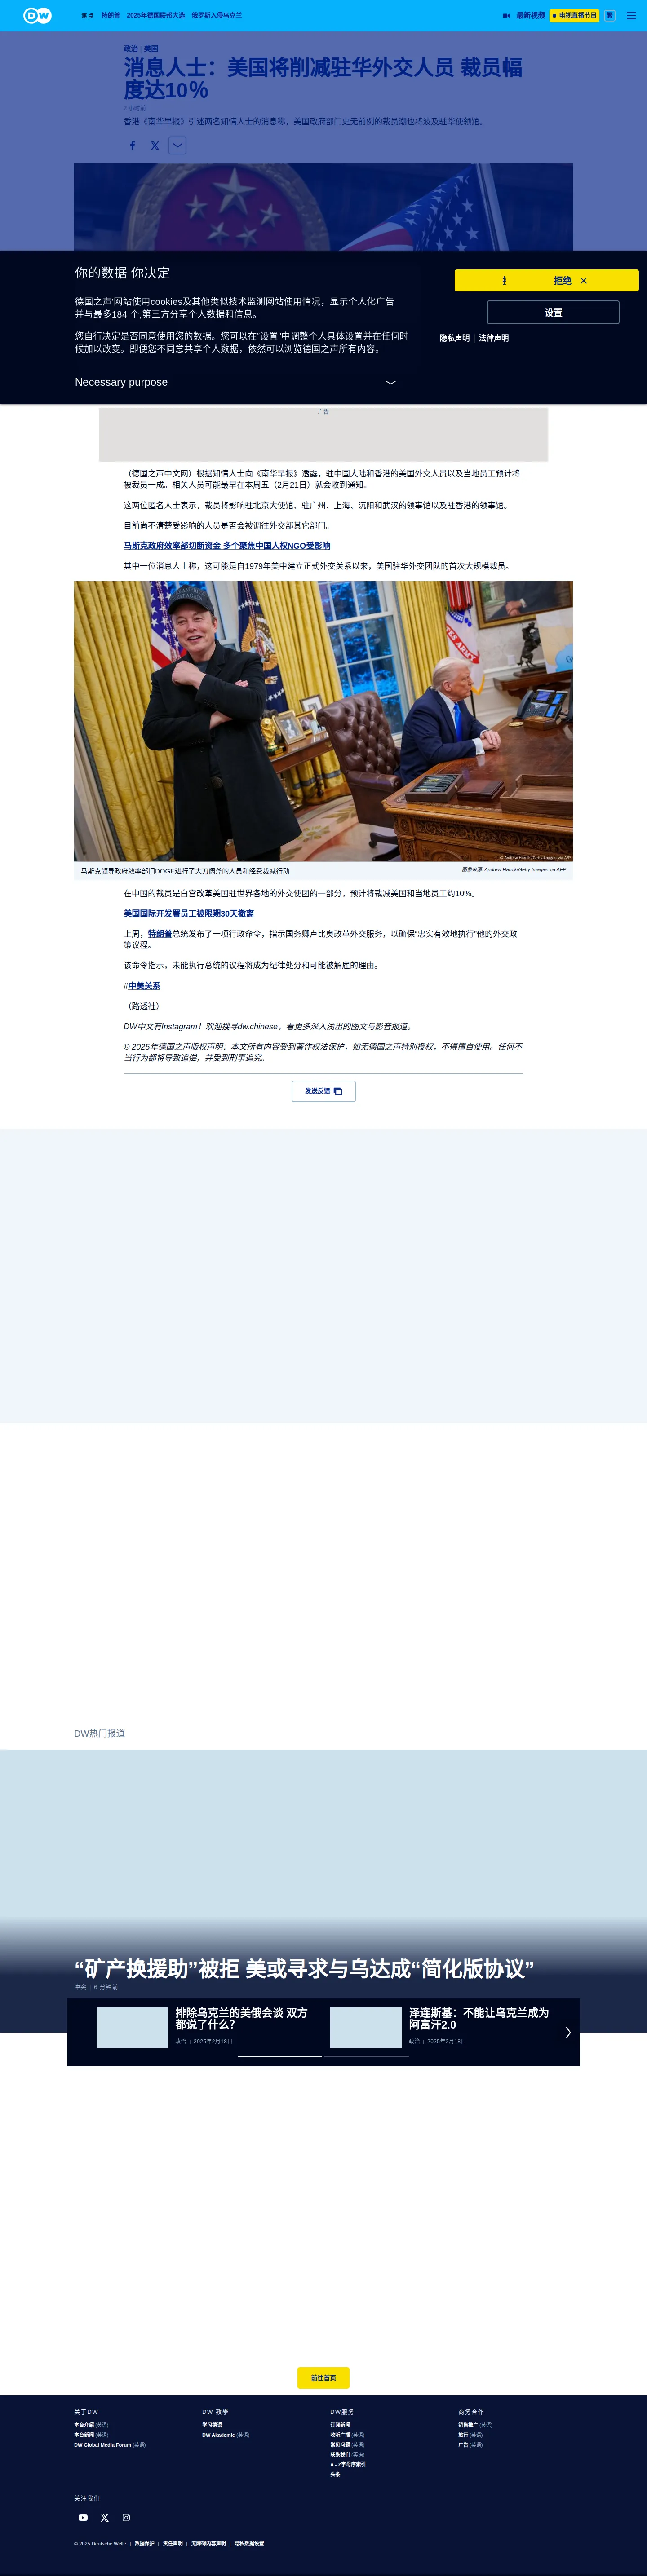 DW
焦点 特朗普 2025年德国联邦大选 俄罗斯入侵乌克兰
最新视频 电视直播节目 繁
政治 | 美国
消息人士：美国将削减驻华外交人员 裁员幅
度达10％
2 小时前
香港《南华早报》引述两名知情人士的消息称，美国政府部门史无前例的裁员潮也将波及驻华使领馆。
你的数据 你决定
德国之声'网站使用cookies及其他类似技术监测网站使用情况，显示个人化广告
并与最多184 个;第三方分享个人数据和信息。
您自行决定是否同意使用您的数据。您可以在“设置”中调整个人具体设置并在任何时
候加以改变。即便您不同意共享个人数据，依然可以浏览德国之声所有内容。
Necessary purpose
拒绝
设置
隐私声明 | 法律声明
广告
（德国之声中文网）根据知情人士向《南华早报》透露，驻中国大陆和香港的美国外交人员以及当地员工预计将
被裁员一成。相关人员可能最早在本周五（2月21日）就会收到通知。
这两位匿名人士表示，裁员将影响驻北京大使馆、驻广州、上海、沉阳和武汉的领事馆以及驻香港的领事馆。
目前尚不清楚受影响的人员是否会被调往外交部其它部门。
马斯克政府效率部切断资金 多个聚焦中国人权NGO受影响
其中一位消息人士称，这可能是自1979年美中建立正式外交关系以来，美国驻华外交团队的首次大规模裁员。
© Andrew Harnik/Getty Images via AFP
马斯克领导政府效率部门DOGE进行了大刀阔斧的人员和经费裁减行动
图像来源: Andrew Harnik/Getty Images via AFP
在中国的裁员是白宫改革美国驻世界各地的外交使团的一部分，预计将裁减美国和当地员工约10%。
美国国际开发署员工被限期30天撤离
上周，特朗普总统发布了一项行政命令，指示国务卿卢比奥改革外交服务，以确保“忠实有效地执行”他的外交政
策议程。
该命令指示，未能执行总统的议程将成为纪律处分和可能被解雇的理由。
#中美关系
（路透社）
DW中文有Instagram！欢迎搜寻dw.chinese，看更多深入浅出的图文与影音报道。
© 2025年德国之声版权声明：本文所有内容受到著作权法保护，如无德国之声特别授权，不得擅自使用。任何不
当行为都将导致追偿，并受到刑事追究。
发送反馈
DW热门报道
“矿产换援助”被拒 美或寻求与乌达成“简化版协议”
冲突 | 6 分钟前
排除乌克兰的美俄会谈 双方
都说了什么？
政治 | 2025年2月18日
泽连斯基：不能让乌克兰成为
阿富汗2.0
政治 | 2025年2月18日
前往首页
关于DW
本台介绍 (英语)
本台新闻 (英语)
DW Global Media Forum (英语)
DW 教学
学习德语
DW Akademie (英语)
DW服务
订阅新闻
收听广播 (英语)
常见问题 (英语)
联系我们 (英语)
A - Z字母序索引
头条
商务合作
销售推广 (英语)
旅行 (英语)
广告 (英语)
关注我们
© 2025 Deutsche Welle | 数据保护 | 责任声明 | 无障碍内容声明 | 隐私数据设置